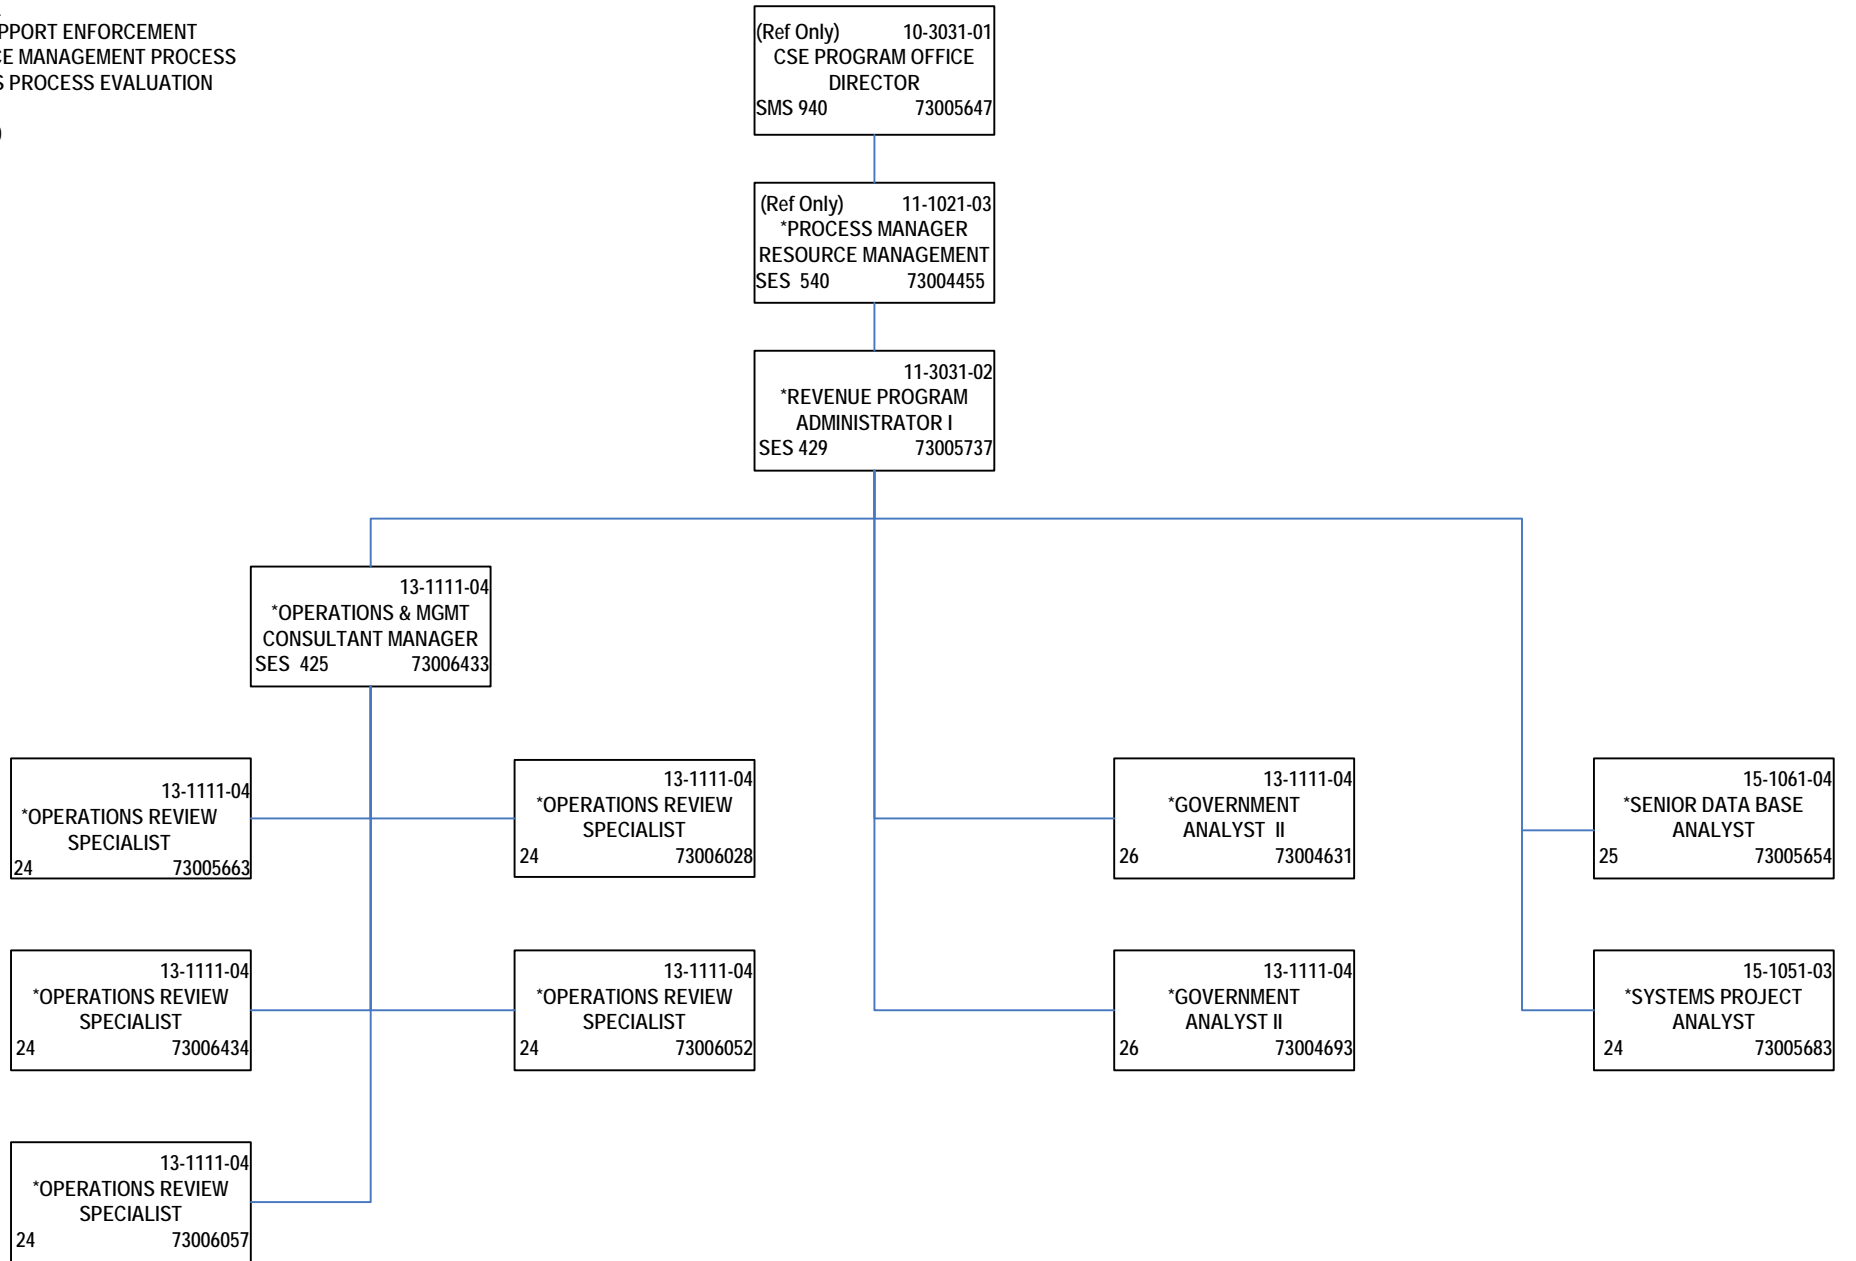 PPORT ENFORCEMENT
CE MANAGEMENT PROCESS
S PROCESS EVALUATION
(Ref Only) 10-3031-01
CSE PROGRAM OFFICE
DIRECTOR
SMS 940 73005647
(Ref Only) 11-1021-03
*PROCESS MANAGER
RESOURCE MANAGEMENT
SES 540 73004455
11-3031-02
*REVENUE PROGRAM
ADMINISTRATOR I
SES 429 73005737
13-1111-04
*OPERATIONS & MGMT
CONSULTANT MANAGER
SES 425 73006433
13-1111-04
*OPERATIONS REVIEW
SPECIALIST
24 73005663
13-1111-04
*OPERATIONS REVIEW
SPECIALIST
24 73006028
13-1111-04
*GOVERNMENT
ANALYST II
26 73004631
15-1061-04
*SENIOR DATA BASE
ANALYST
25 73005654
13-1111-04
*OPERATIONS REVIEW
SPECIALIST
24 73006434
13-1111-04
*OPERATIONS REVIEW
SPECIALIST
24 73006052
13-1111-04
*GOVERNMENT
ANALYST II
26 73004693
15-1051-03
*SYSTEMS PROJECT
ANALYST
24 73005683
13-1111-04
*OPERATIONS REVIEW
SPECIALIST
24 73006057